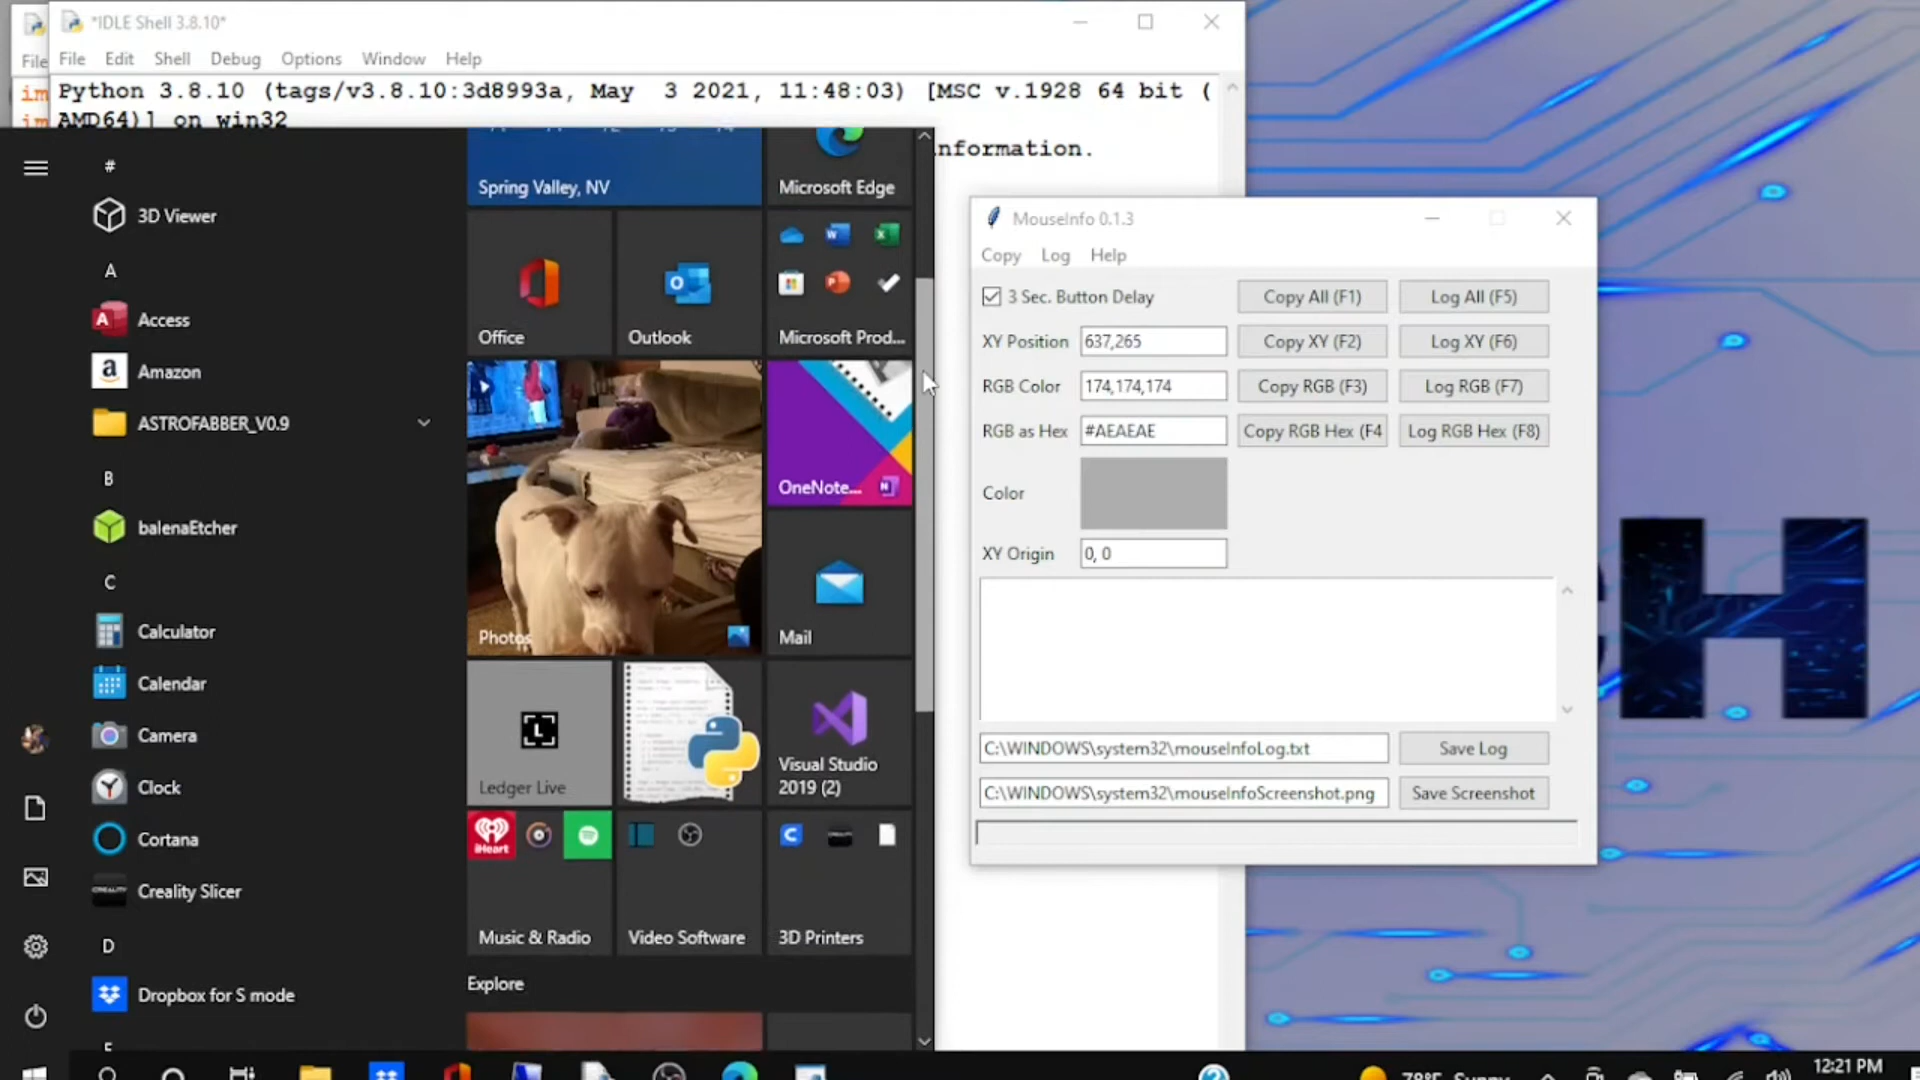 *IDLE Shell 3.8.10*
File
File Edit Shell Debug Options Window Help
im
Python 3.8.10 (tags/v3.8.10:3d8993a, May 3 2021, 11:48:03) [MSC v.1928 64 bit (
im
AMD64)] on win32
nformation.
#
3D Viewer
A
Access
Amazon
ASTROFABBER_V0.9
B
balenaEtcher
C
Calculator
Calendar
Camera
Clock
Cortana
Creality Slicer
D
Dropbox for S mode
Spring Valley, NV
Microsoft Edge
Office
Outlook
Microsoft Prod...
Photos
OneNote...
Mail
Ledger Live
Visual Studio
2019 (2)
iHeart
Music & Radio
Video Software
3D Printers
Explore
MouseInfo 0.1.3
Copy Log Help
3 Sec. Button Delay
Copy All (F1)
Log All (F5)
XY Position
637,265
Copy XY (F2)
Log XY (F6)
RGB Color
174,174,174
Copy RGB (F3)
Log RGB (F7)
RGB as Hex
#AEAEAE
Copy RGB Hex (F4
Log RGB Hex (F8)
Color
XY Origin
0, 0
C:\WINDOWS\system32\mouseInfoLog.txt
Save Log
C:\WINDOWS\system32\mouseInfoScreenshot.png
Save Screenshot
H
78°F Sunny
12:21 PM